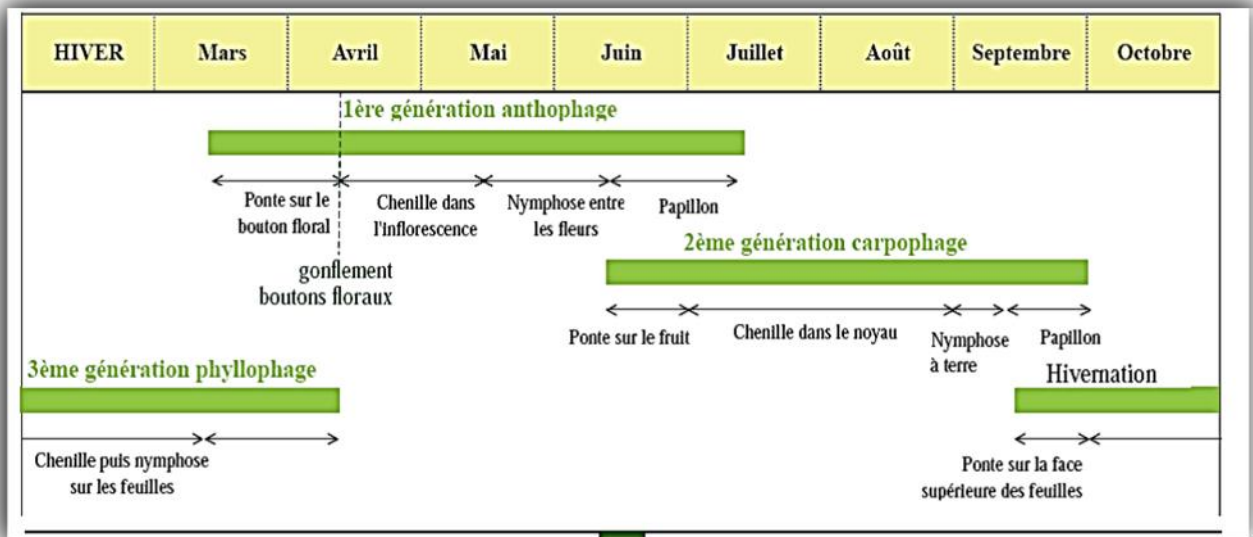 HIVER Mars Avril Mai Juin Juillet Août Septembre Octobre
1ère génération anthophage
Ponte sur le
bouton floral
Chenille dans
l'inflorescence
Nymphose entre
les fleurs
Papillon
gonflement
boutons floraux
2ème génération carpophage
Ponte sur le fruit
Chenille dans le noyau
Nymphose
à terre
Papillon
3ème génération phyllophage
Hivernation
Chenille puis nymphose
sur les feuilles
Ponte sur la face
supérieure des feuilles